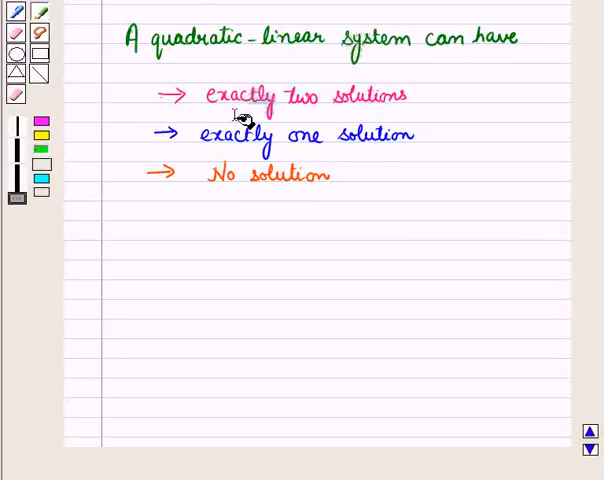 A quadratic-linear system can have
→ exactly two solutions
→ exactly one solution
→ No solution